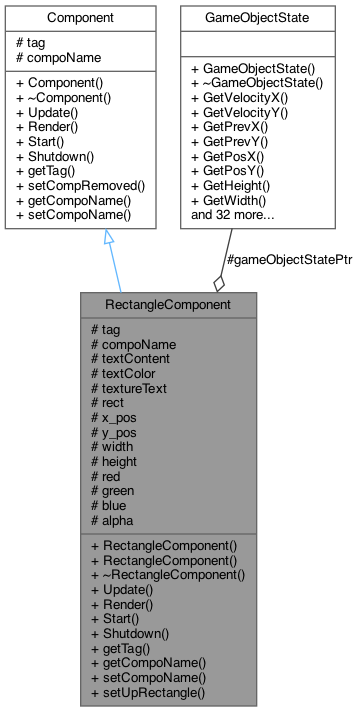 Component
# tag
# compoName
+ Component()
+ ~Component()
+ Update()
+ Render()
+ Start()
+ Shutdown()
+ getTag()
+ setCompRemoved()
+ getCompoName()
+ setCompoName()
GameObjectState
+ GameObjectState()
+ ~GameObjectState()
+ GetVelocityX()
+ GetVelocityY()
+ GetPrevX()
+ GetPrevY()
+ GetPosX()
+ GetPosY()
+ GetHeight()
+ GetWidth()
and 32 more...
#gameObjectStatePtr
RectangleComponent
# tag
# compoName
# textContent
# textColor
# textureText
# rect
# x_pos
# y_pos
# width
# height
# red
# green
# blue
# alpha
+ RectangleComponent()
+ RectangleComponent()
+ ~RectangleComponent()
+ Update()
+ Render()
+ Start()
+ Shutdown()
+ getTag()
+ getCompoName()
+ setCompoName()
+ setUpRectangle()